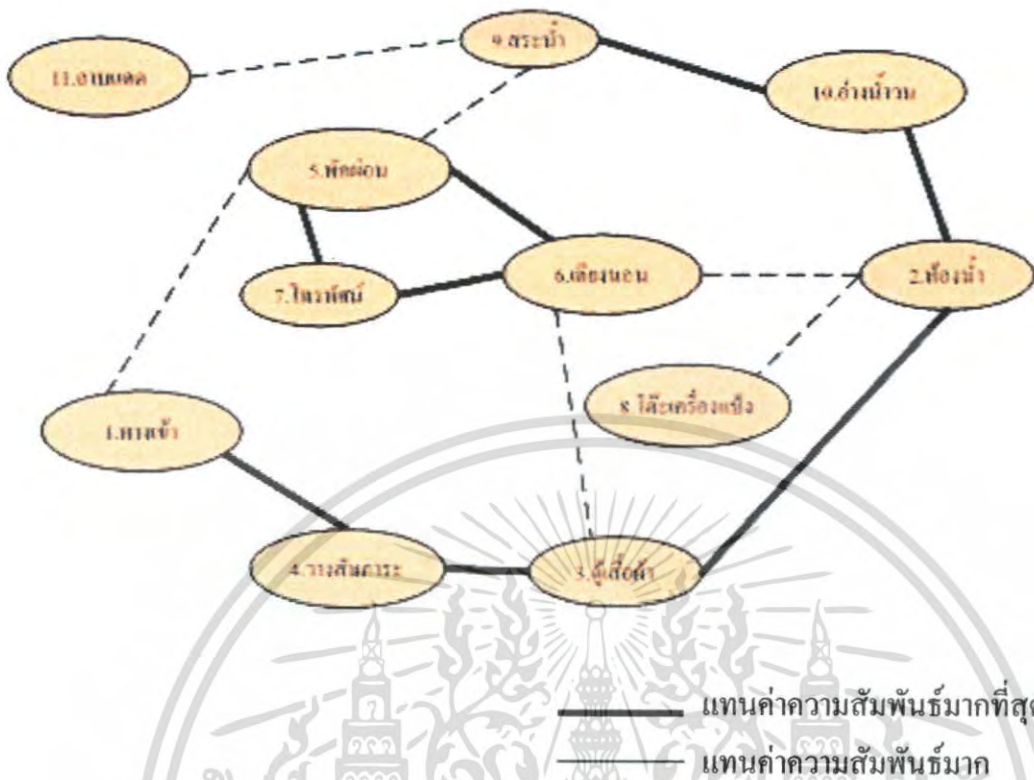 9.สระน้ำ
11.อาบแดด
10.อ่างน้ำวน
5.พักผ่อน
6.เตียงนอน
2.ห้องน้ำ
7.โทรทัศน์
8.โต๊ะเครื่องแป้ง
1.ทางเข้า
4.วางสัมภาระ
3.ตู้เสื้อผ้า
แทนค่าความสัมพันธ์มากที่สุด
แทนค่าความสัมพันธ์มาก